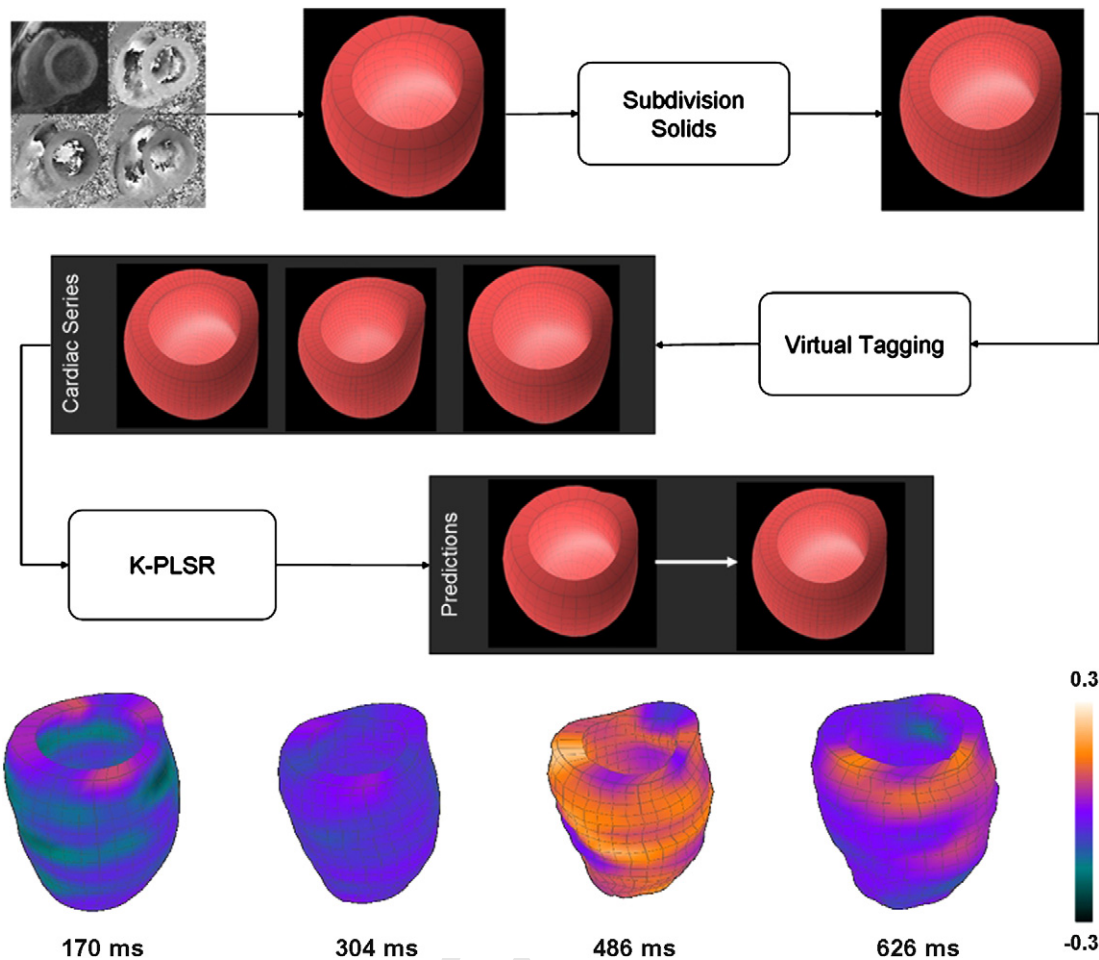 Subdivision
Solids
Cardiac Series
Virtual Tagging
K-PLSR
Predictions
0.3
-0.3
170 ms
304 ms
486 ms
626 ms